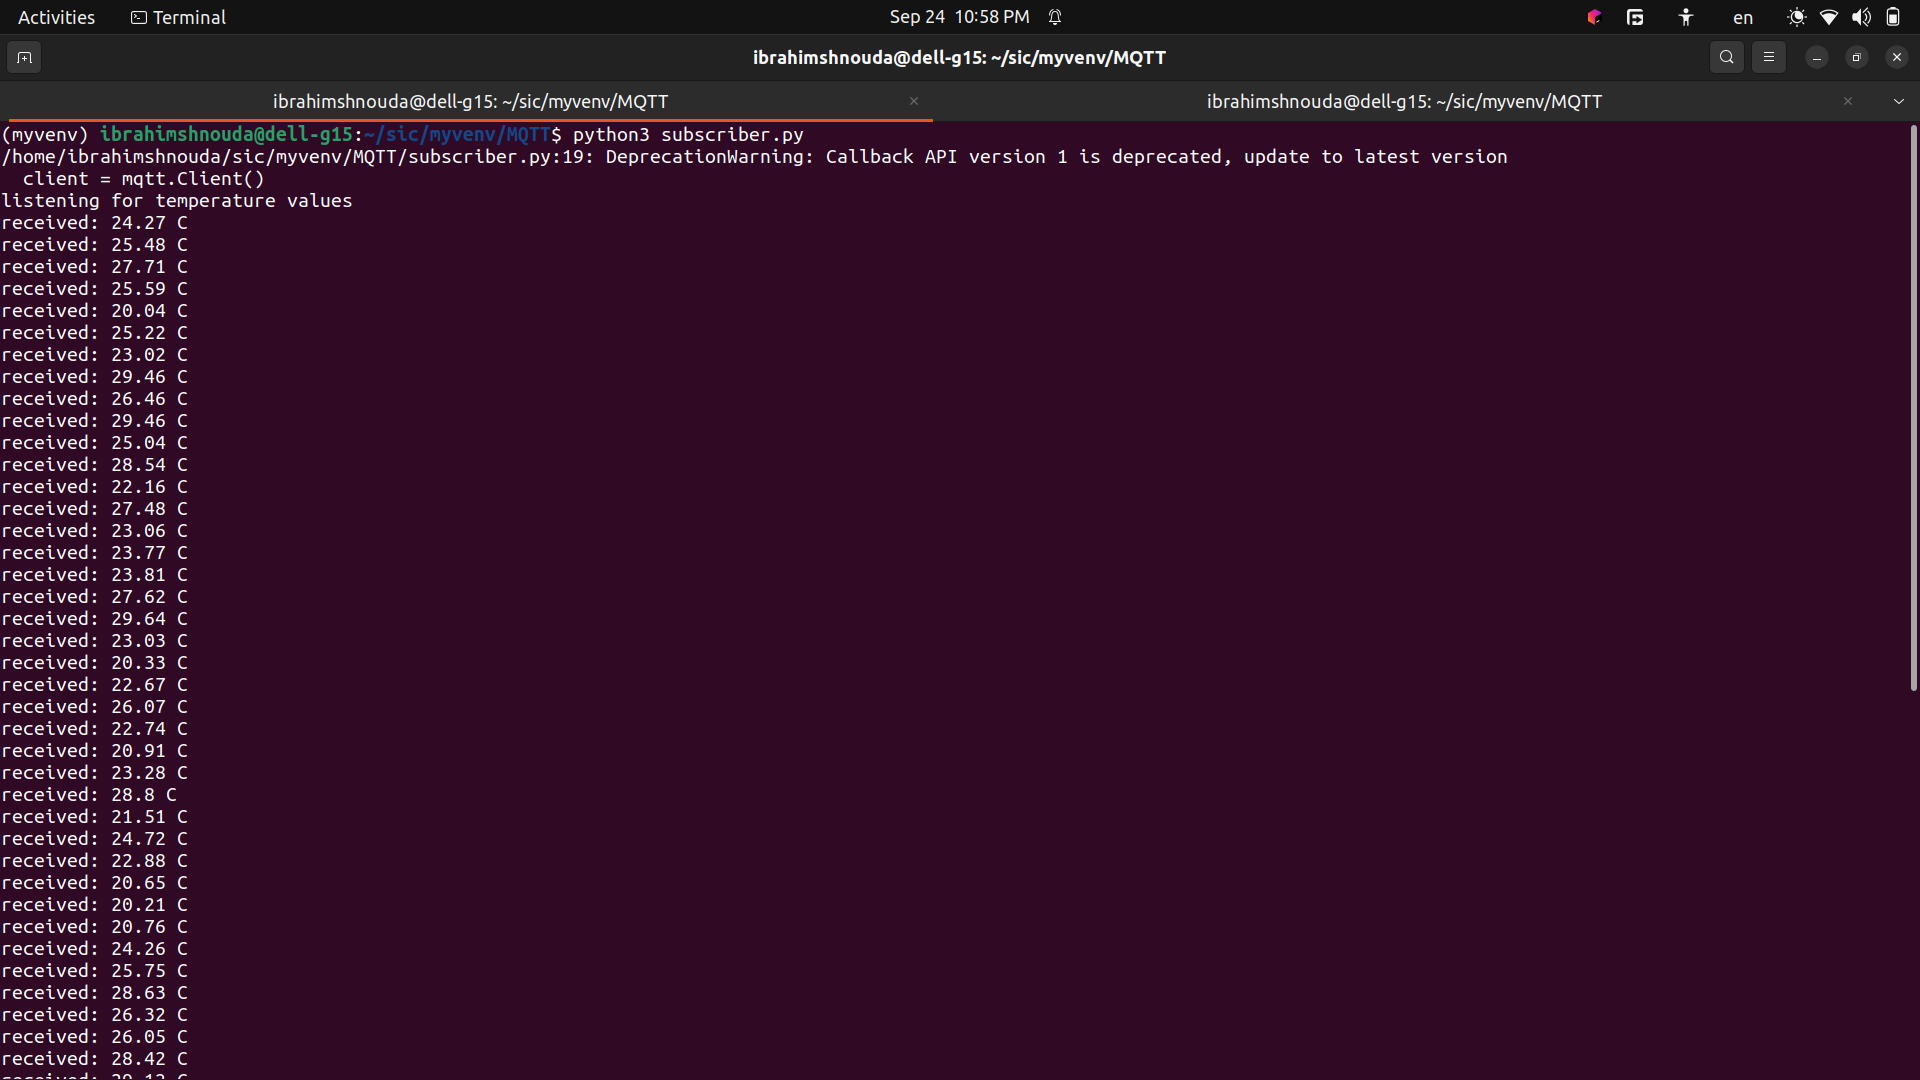 Activities Terminal Sep 24 10:58 PM en
ibrahimshnouda@dell-g15: ~/sic/myvenv/MQTT
ibrahimshnouda@dell-g15: ~/sic/myvenv/MQTT ibrahimshnouda@dell-g15: ~/sic/myvenv/MQTT
(myvenv) ibrahimshnouda@dell-g15:~/sic/myvenv/MQTT$ python3 subscriber.py
/home/ibrahimshnouda/sic/myvenv/MQTT/subscriber.py:19: DeprecationWarning: Callback API version 1 is deprecated, update to latest version
  client = mqtt.Client()
listening for temperature values
received: 24.27 C
received: 25.48 C
received: 27.71 C
received: 25.59 C
received: 20.04 C
received: 25.22 C
received: 23.02 C
received: 29.46 C
received: 26.46 C
received: 29.46 C
received: 25.04 C
received: 28.54 C
received: 22.16 C
received: 27.48 C
received: 23.06 C
received: 23.77 C
received: 23.81 C
received: 27.62 C
received: 29.64 C
received: 23.03 C
received: 20.33 C
received: 22.67 C
received: 26.07 C
received: 22.74 C
received: 20.91 C
received: 23.28 C
received: 28.8 C
received: 21.51 C
received: 24.72 C
received: 22.88 C
received: 20.65 C
received: 20.21 C
received: 20.76 C
received: 24.26 C
received: 25.75 C
received: 28.63 C
received: 26.32 C
received: 26.05 C
received: 28.42 C